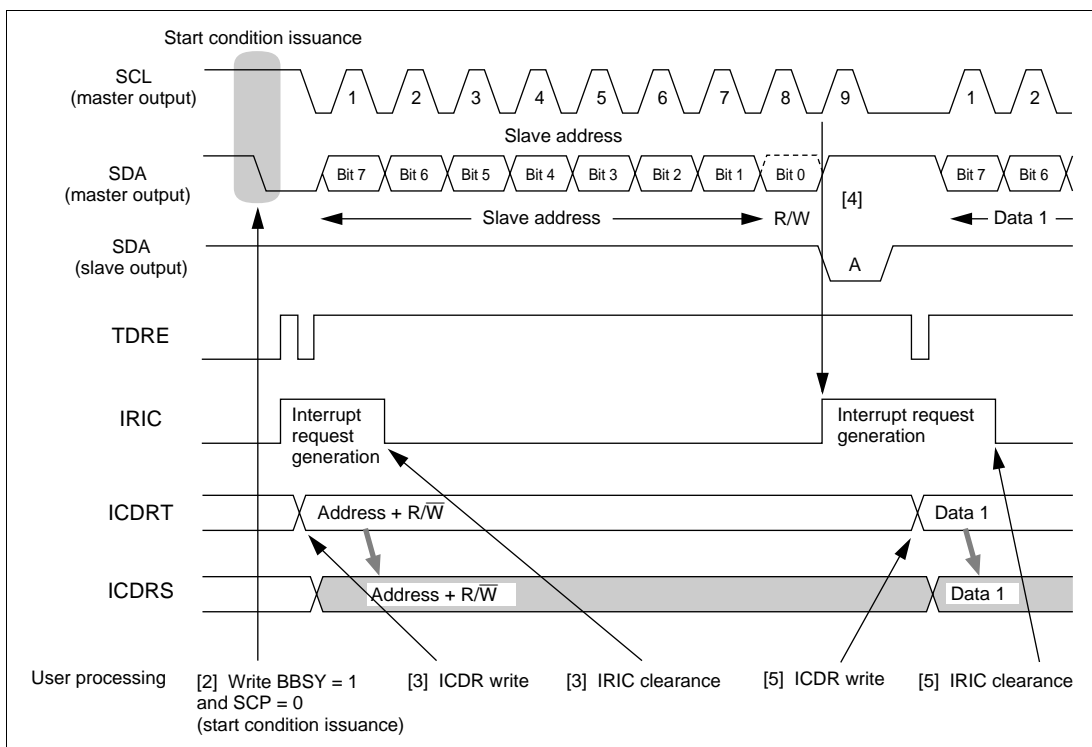 Start condition issuance
SCL
(master output)
1 2 3 4 5 6 7 8 9 1 2
Slave address
SDA
(master output)
Bit 7 Bit 6 Bit 5 Bit 4 Bit 3 Bit 2 Bit 1 Bit 0 Bit 7 Bit 6
[4]
Slave address R/W Data 1
SDA
(slave output)
A
TDRE
IRIC
Interrupt
request
generation
Interrupt request
generation
ICDRT
Address + R/W̅ Data 1
ICDRS
Address + R/W̅ Data 1
User processing
[2] Write BBSY = 1
and SCP = 0
(start condition issuance)
[3] ICDR write
[3] IRIC clearance
[5] ICDR write
[5] IRIC clearance